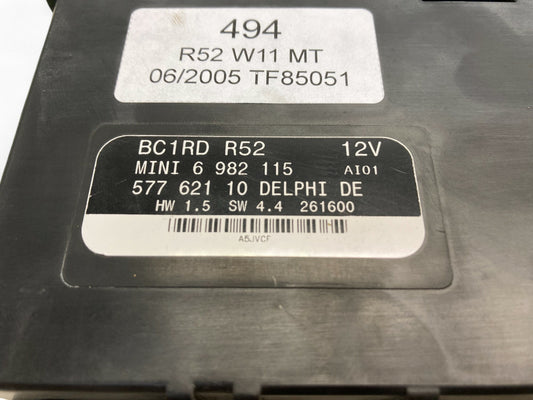 494
R52 W11 MT
06/2005 TF85051
BC1RD R52 12V
MINI 6 982 115 AI01
577 621 10 DELPHI DE
HW 1.5 SW 4.4 261600
A5JVCF